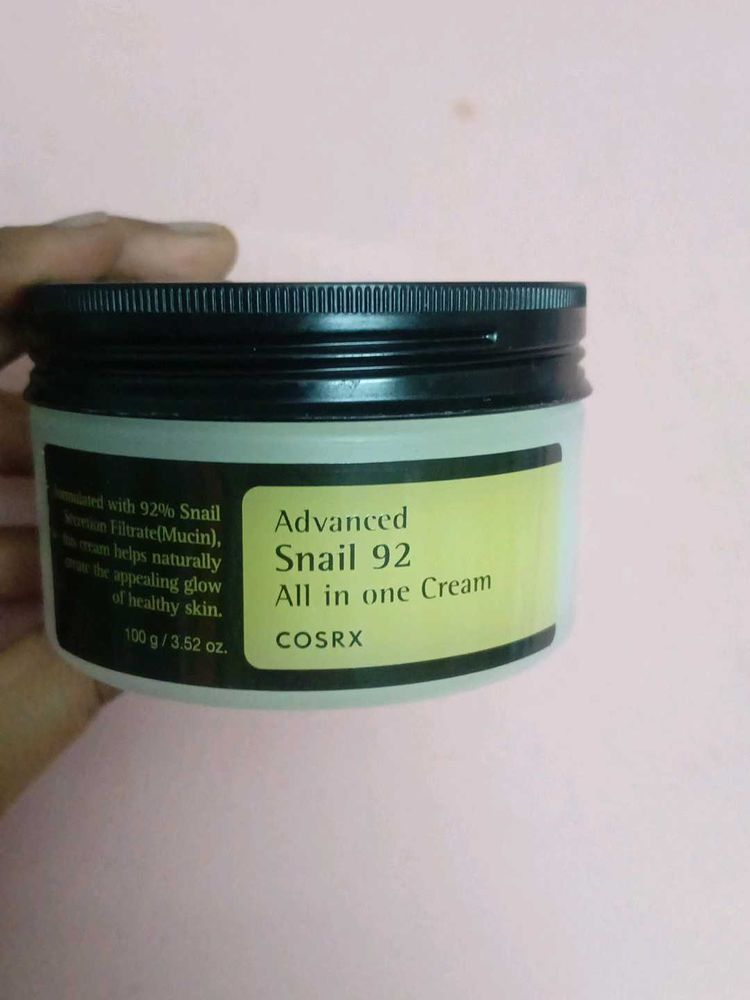 Formulated with 92% Snail
Secretion Filtrate(Mucin),
this cream helps naturally
create the appealing glow
of healthy skin.
100 g / 3.52 oz.
Advanced
Snail 92
All in one Cream
COSRX